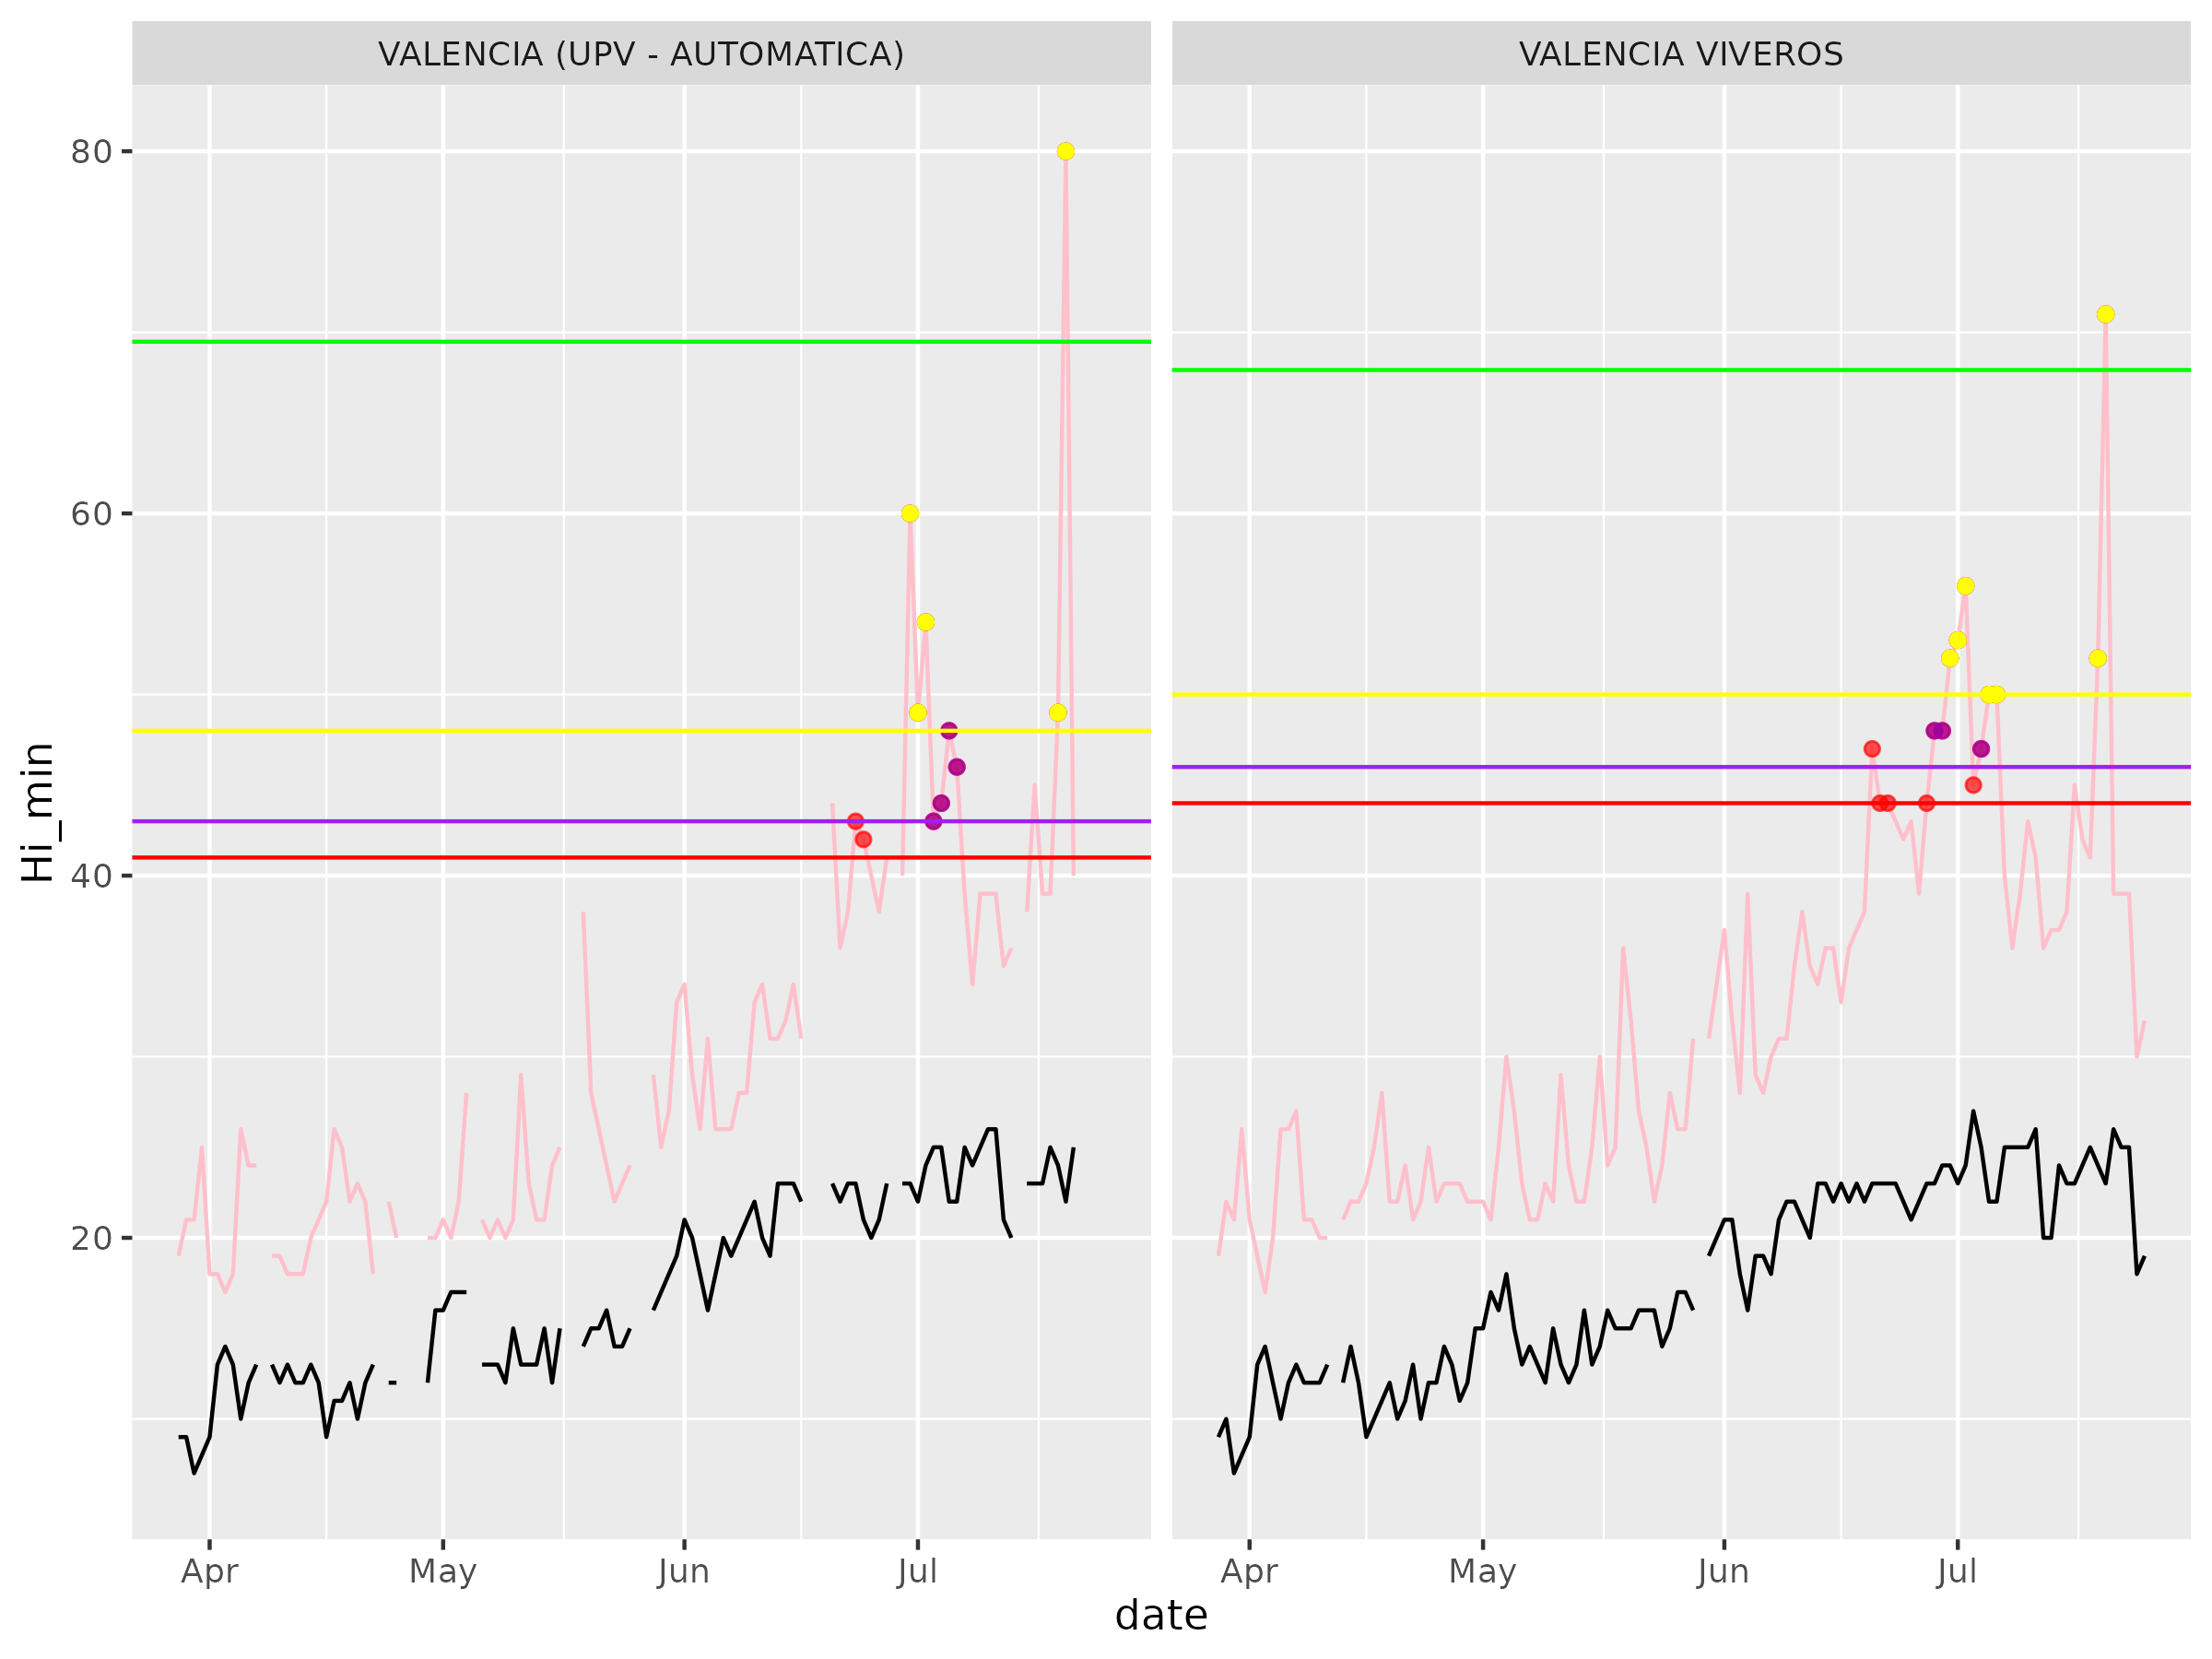 VALENCIA (UPV - AUTOMATICA)
VALENCIA VIVEROS
Hi_min
80
60
40
20
Apr
May
Jun
Jul
Apr
May
Jun
Jul
date